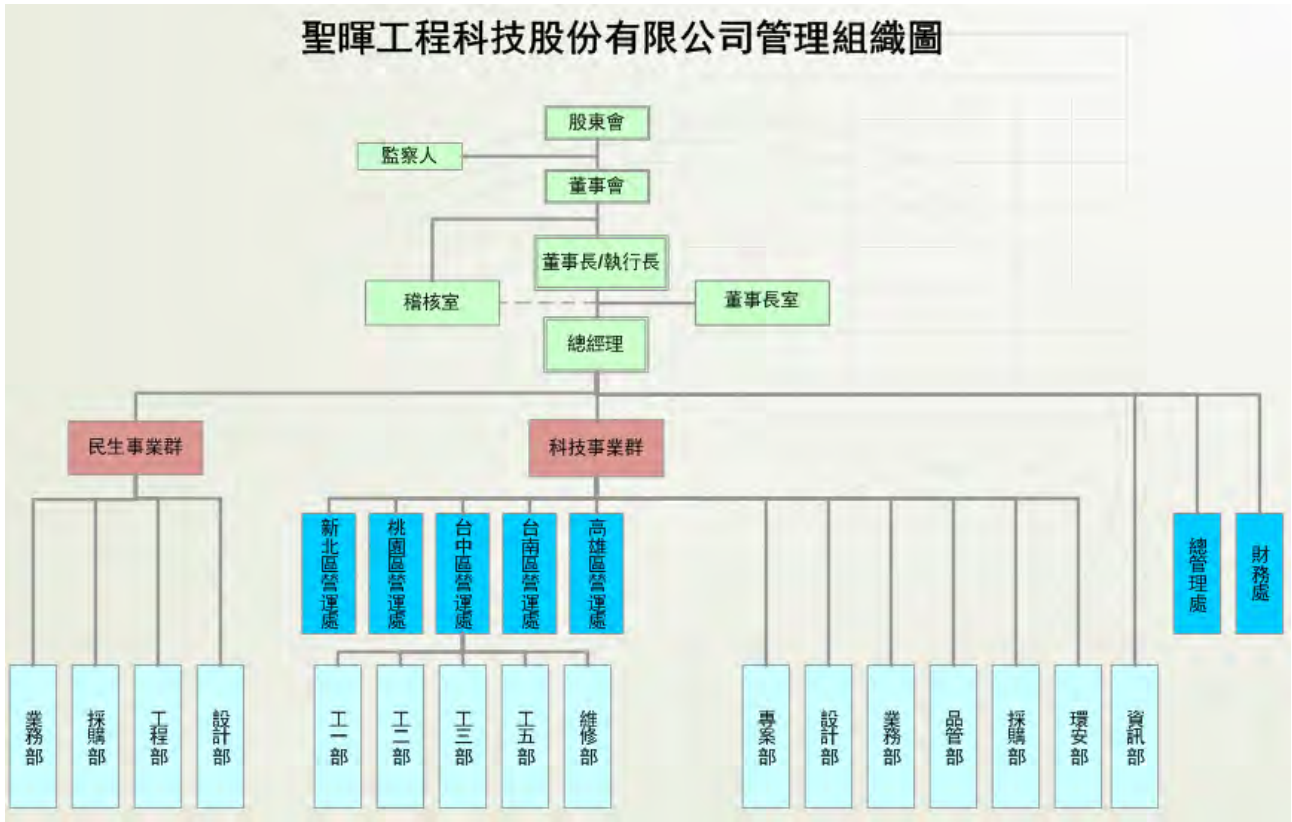 聖暉工程科技股份有限公司管理組織圖
股東會
監察人
董事會
董事長/執行長
稽核室
董事長室
總經理
民生事業群
科技事業群
新北區營運處
桃園區營運處
台中區營運處
台南區營運處
高雄區營運處
總管理處
財務處
業務部
採購部
工程部
設計部
工一部
工二部
工三部
工五部
維修部
專案部
設計部
業務部
品管部
採購部
環安部
資訊部